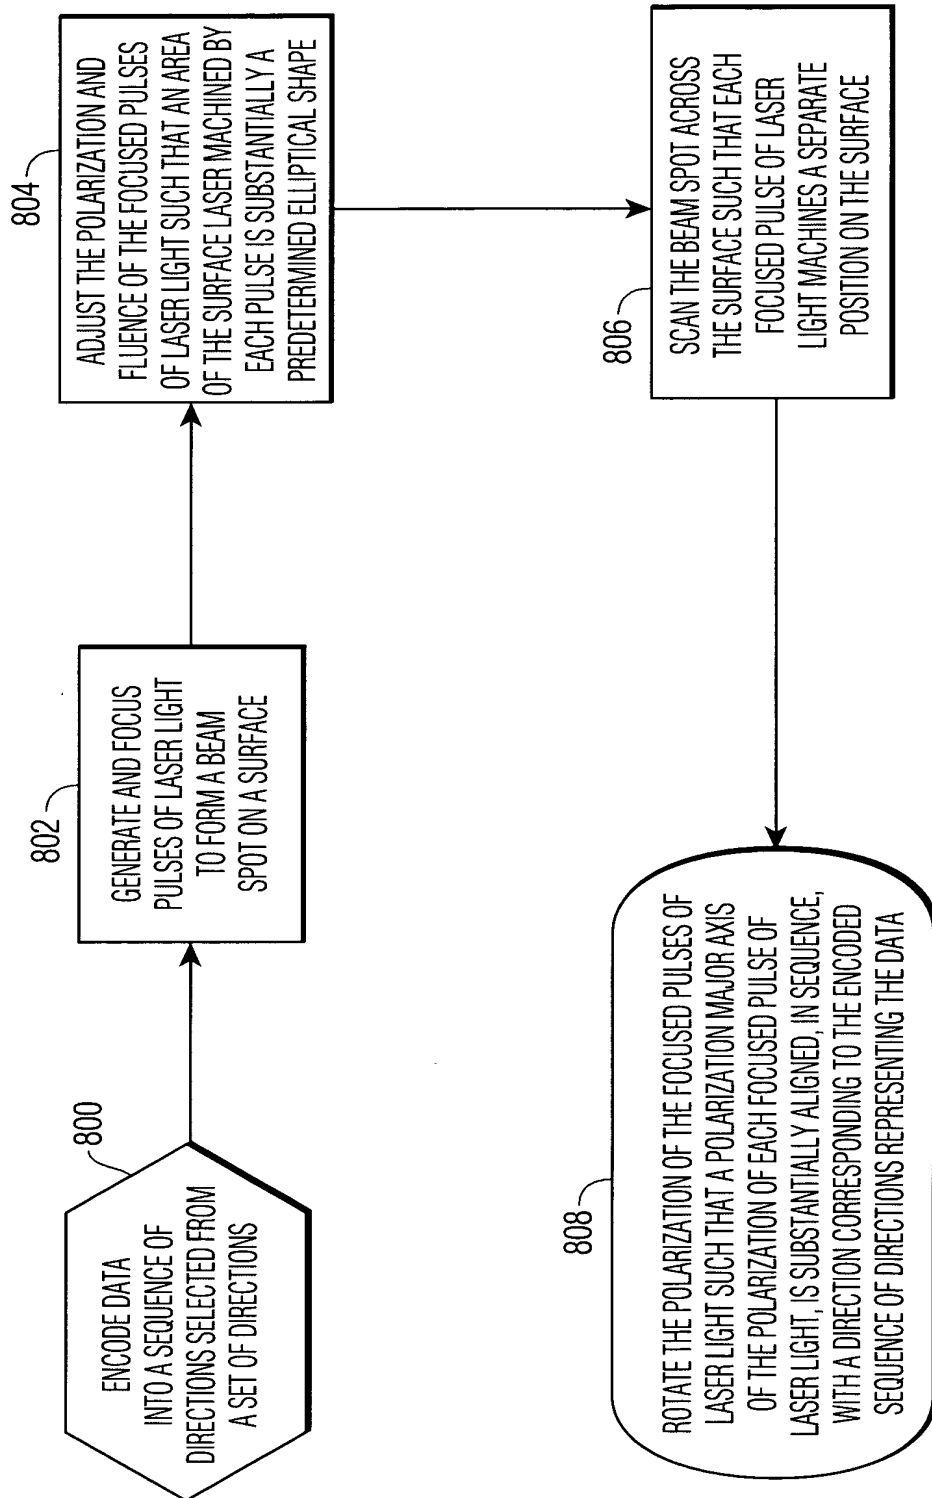 800
ENCODE DATA
INTO A SEQUENCE OF
DIRECTIONS SELECTED FROM
A SET OF DIRECTIONS
802
GENERATE AND FOCUS
PULSES OF LASER LIGHT
TO FORM A BEAM
SPOT ON A SURFACE
804
ADJUST THE POLARIZATION AND
FLUENCE OF THE FOCUSED PULSES
OF LASER LIGHT SUCH THAT AN AREA
OF THE SURFACE LASER MACHINED BY
EACH PULSE IS SUBSTANTIALLY A
PREDETERMINED ELLIPTICAL SHAPE
806
SCAN THE BEAM SPOT ACROSS
THE SURFACE SUCH THAT EACH
FOCUSED PULSE OF LASER
LIGHT MACHINES A SEPARATE
POSITION ON THE SURFACE
808
ROTATE THE POLARIZATION OF THE FOCUSED PULSES OF
LASER LIGHT SUCH THAT A POLARIZATION MAJOR AXIS
OF THE POLARIZATION OF EACH FOCUSED PULSE OF
LASER LIGHT, IS SUBSTANTIALLY ALIGNED, IN SEQUENCE,
WITH A DIRECTION CORRESPONDING TO THE ENCODED
SEQUENCE OF DIRECTIONS REPRESENTING THE DATA